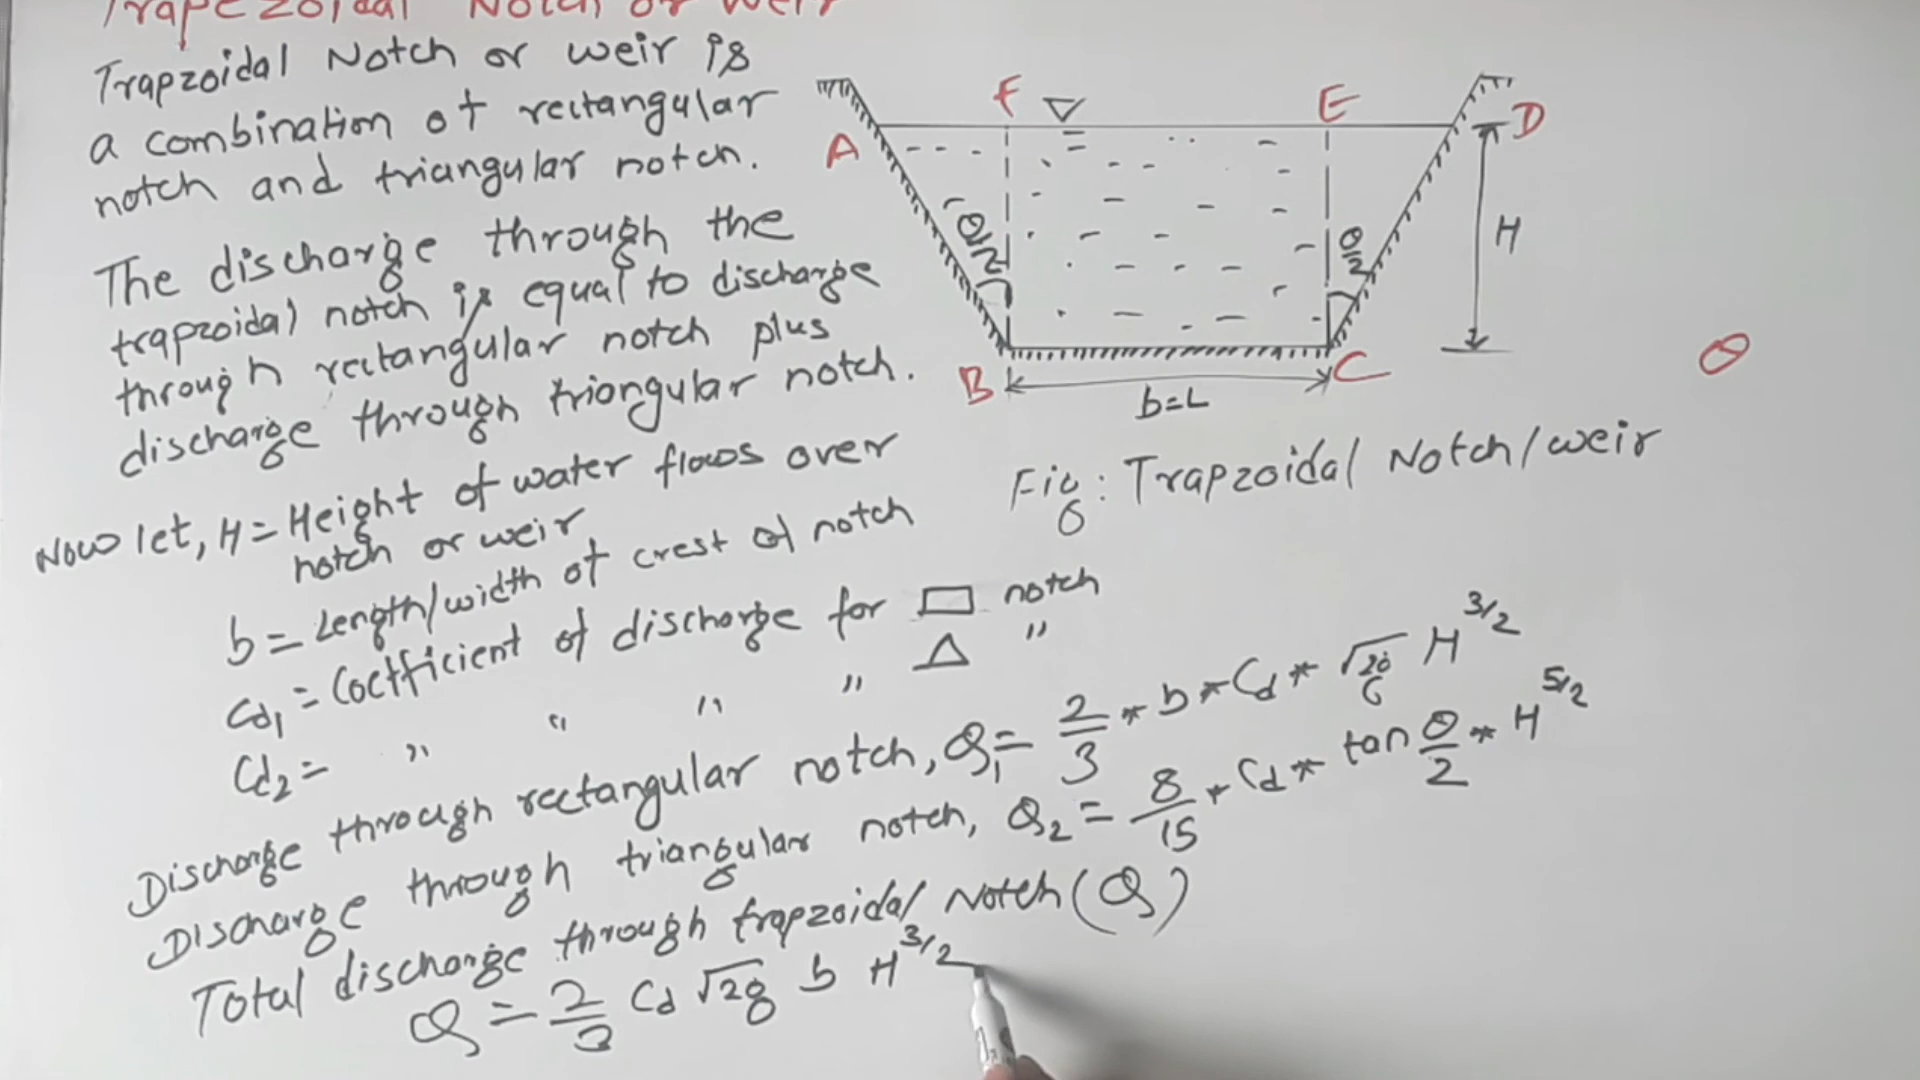 Trapezoidal Notch or weir
Trapzoidal Notch or weir is
a combination of rectangular
notch and triangular notch.
The discharge through the
trapzoidal notch is equal to discharge
through rectangular notch plus
discharge through triongular notch.
Now let, H = Height of water flows over
notch or weir
b = Length/width of crest of notch
Cd1 = Coefficient of discharge for ▭ notch
Cd2 = " " " " △ "
Discharge through rectangular notch, Q1 = 2/3 * b * Cd * √2g H^3/2
Discharge through triangular notch, Q2 = 8/15 * Cd * tan θ/2 * H^5/2
Total discharge through trapzoidal Notch (Q)
Q = 2/3 Cd √2g b H^3/2
F E
A D
θ/2 θ/2 H
B C
b=L
θ
Fig: Trapzoidal Notch/weir